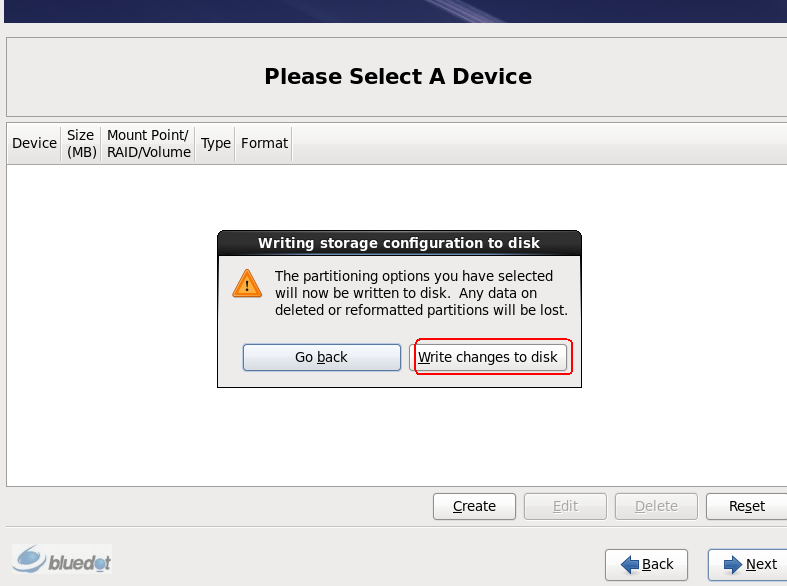 Please Select A Device
Device
Size
(MB)
Mount Point/
RAID/Volume
Type
Format
Writing storage configuration to disk
The partitioning options you have selected
will now be written to disk.  Any data on
deleted or reformatted partitions will be lost.
Go back
Write changes to disk
Create
Edit
Delete
Reset
bluedot
Back
Next